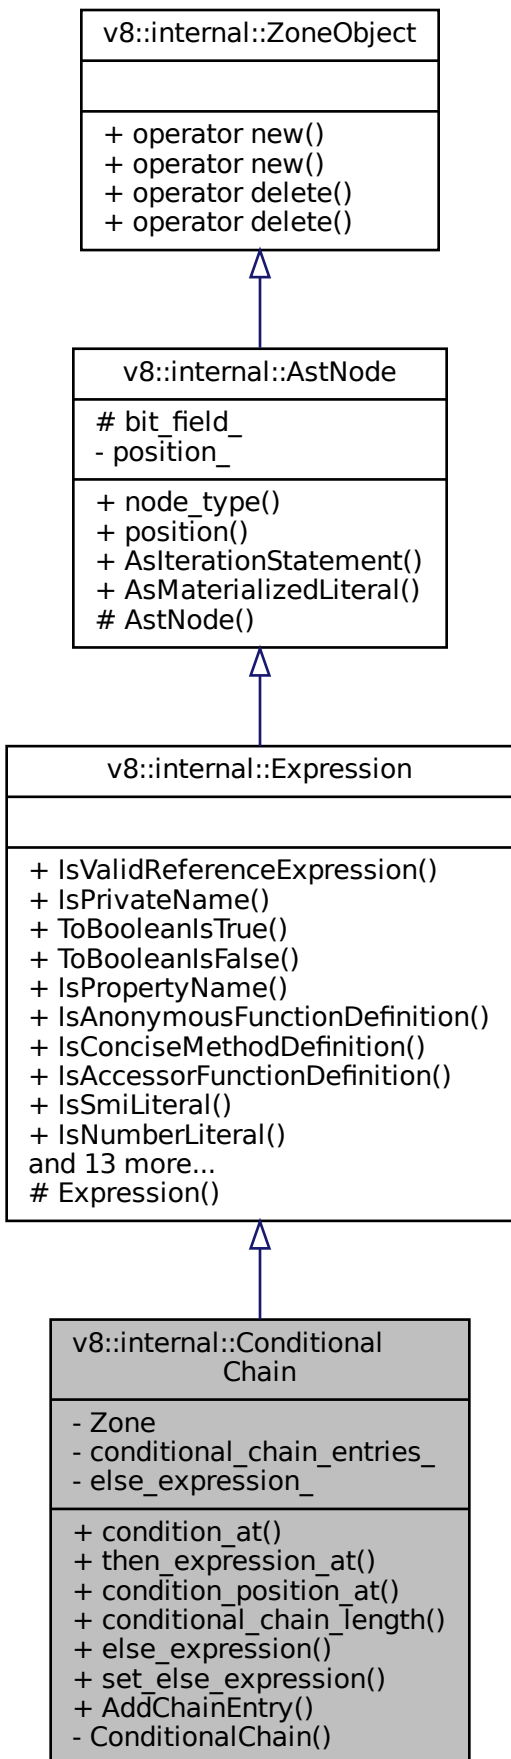 v8::internal::ZoneObject
+ operator new()
+ operator new()
+ operator delete()
+ operator delete()
v8::internal::AstNode
# bit_field_
- position_
+ node_type()
+ position()
+ AsIterationStatement()
+ AsMaterializedLiteral()
# AstNode()
v8::internal::Expression
+ IsValidReferenceExpression()
+ IsPrivateName()
+ ToBooleanIsTrue()
+ ToBooleanIsFalse()
+ IsPropertyName()
+ IsAnonymousFunctionDefinition()
+ IsConciseMethodDefinition()
+ IsAccessorFunctionDefinition()
+ IsSmiLiteral()
+ IsNumberLiteral()
and 13 more...
# Expression()
v8::internal::Conditional
Chain
- Zone
- conditional_chain_entries_
- else_expression_
+ condition_at()
+ then_expression_at()
+ condition_position_at()
+ conditional_chain_length()
+ else_expression()
+ set_else_expression()
+ AddChainEntry()
- ConditionalChain()